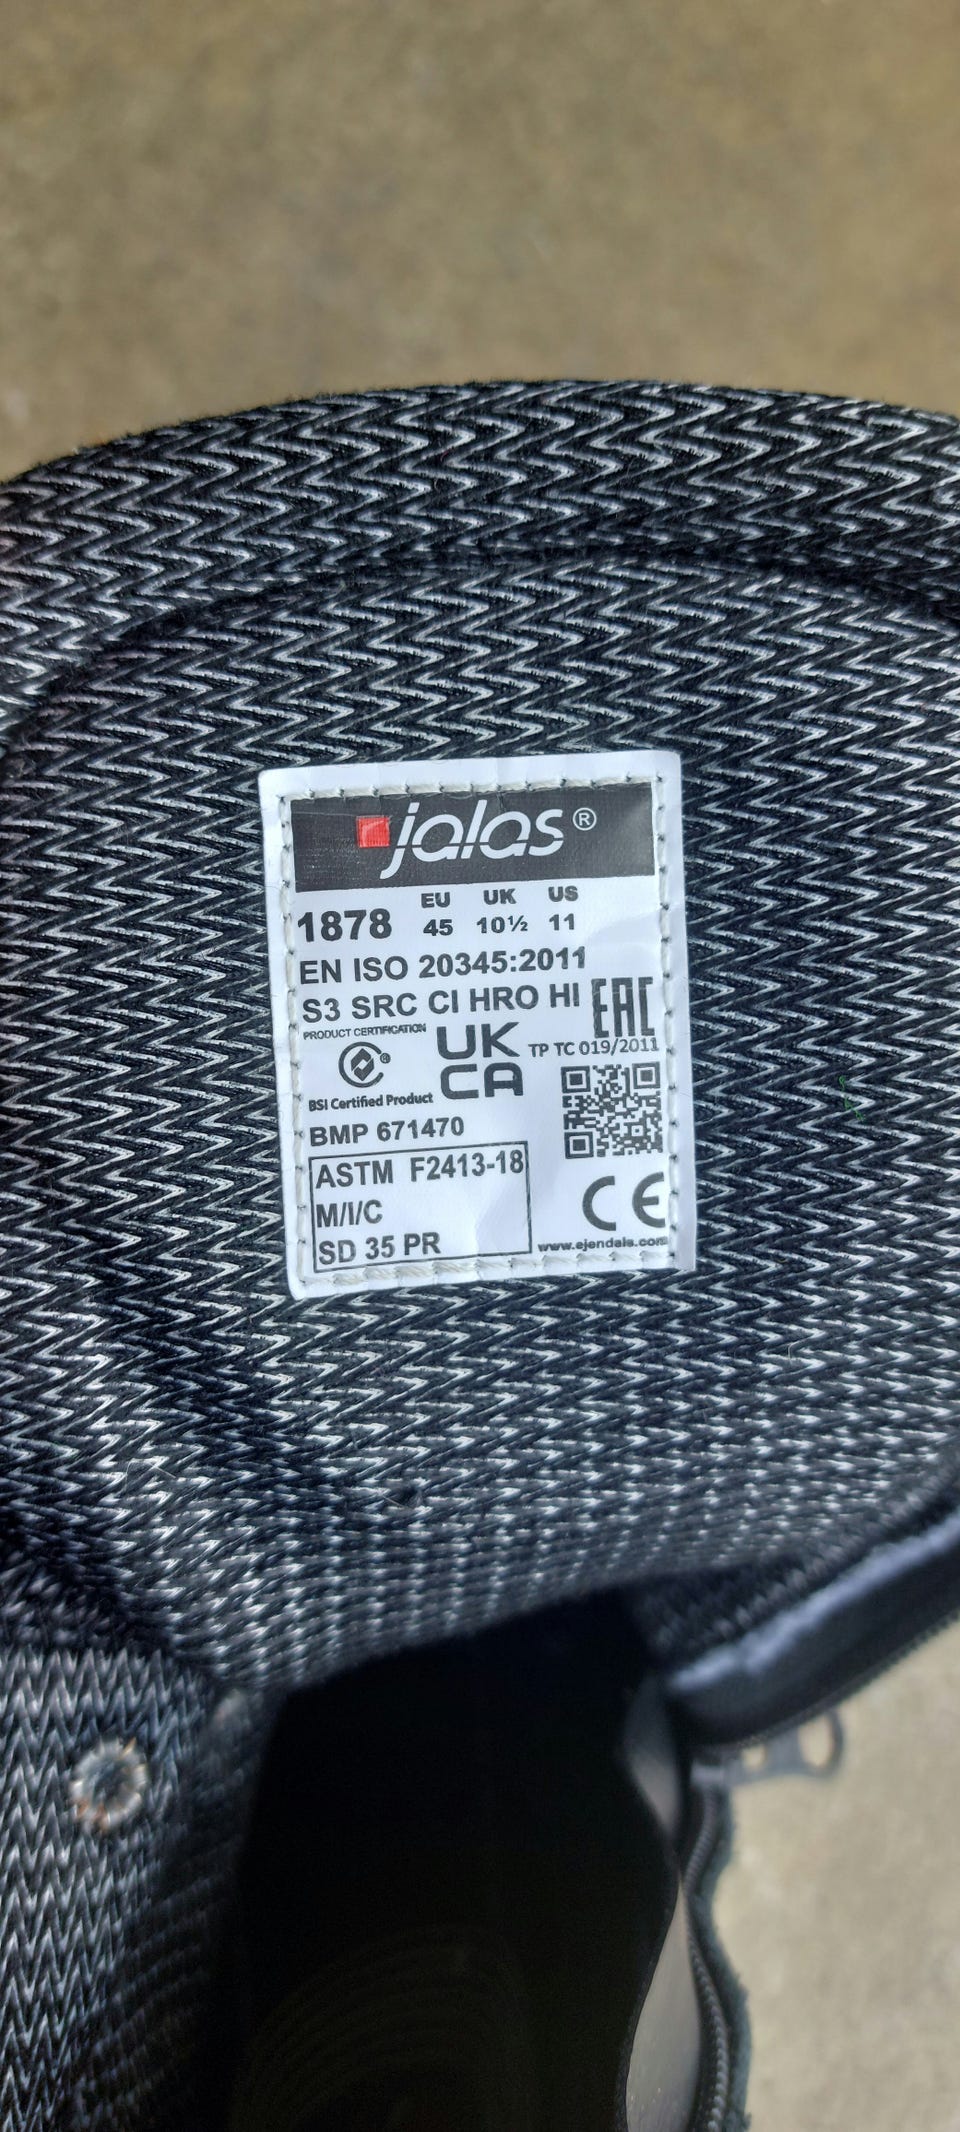 jalas®
EU UK US
1878 45 10½ 11
EN ISO 20345:2011
S3 SRC CI HRO HI
EAC
PRODUCT CERTIFICATION
UK
CA
TP TC 019/2011
BSI Certified Product
BMP 671470
ASTM F2413-18
M/I/C
SD 35 PR
CE
www.ejendals.com